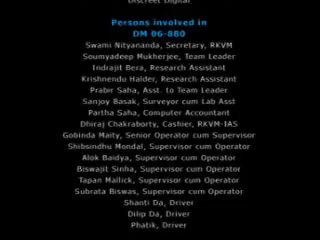 Discreet Digital
Persons involved in
DM 06-880
Swami Nityananda, Secretary, RKVM
Soumyadeep Mukherjee, Team Leader
Indrajit Bera, Research Assistant
Krishnendu Halder, Research Assistant
Prabir Saha, Asst. to Team Leader
Sanjoy Basak, Surveyor cum Lab Asst
Partha Saha, Computer Accountant
Dhiraj Chakraborty, Cashier, RKVM-IAS
Gobinda Maity, Senior Operator cum Supervisor
Shibsindhu Mondal, Supervisor cum Operator
Alok Baidya, Supervisor cum Operator
Biswajit Sinha, Supervisor cum Operator
Tapan Mallick, Supervisor cum Operator
Subrata Biswas, Supervisor cum Operator
Shanti Da, Driver
Dilip Da, Driver
Phatik, Driver